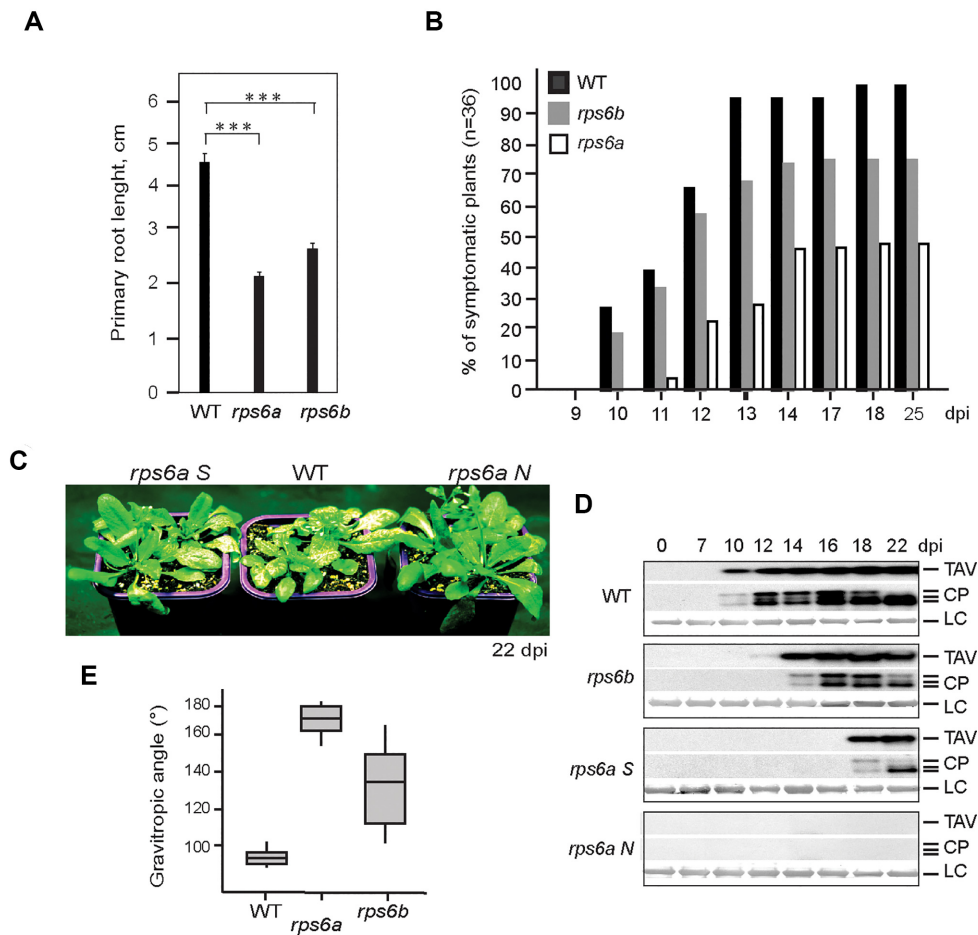 A
Primary root lenght, cm
6
5
4
3
2
1
0
***
***
WT rps6a rps6b
B
% of symptomatic plants (n=36)
100
90
80
70
60
50
40
30
20
10
0
WT
rps6b
rps6a
9 10 11 12 13 14 17 18 25 dpi
C
rps6a S WT rps6a N
22 dpi
D
0 7 10 12 14 16 18 22 dpi
WT
TAV
CP
LC
rps6b
TAV
CP
LC
rps6a S
TAV
CP
LC
rps6a N
TAV
CP
LC
E
Gravitropic angle (°)
180
160
140
120
100
WT rps6a rps6b